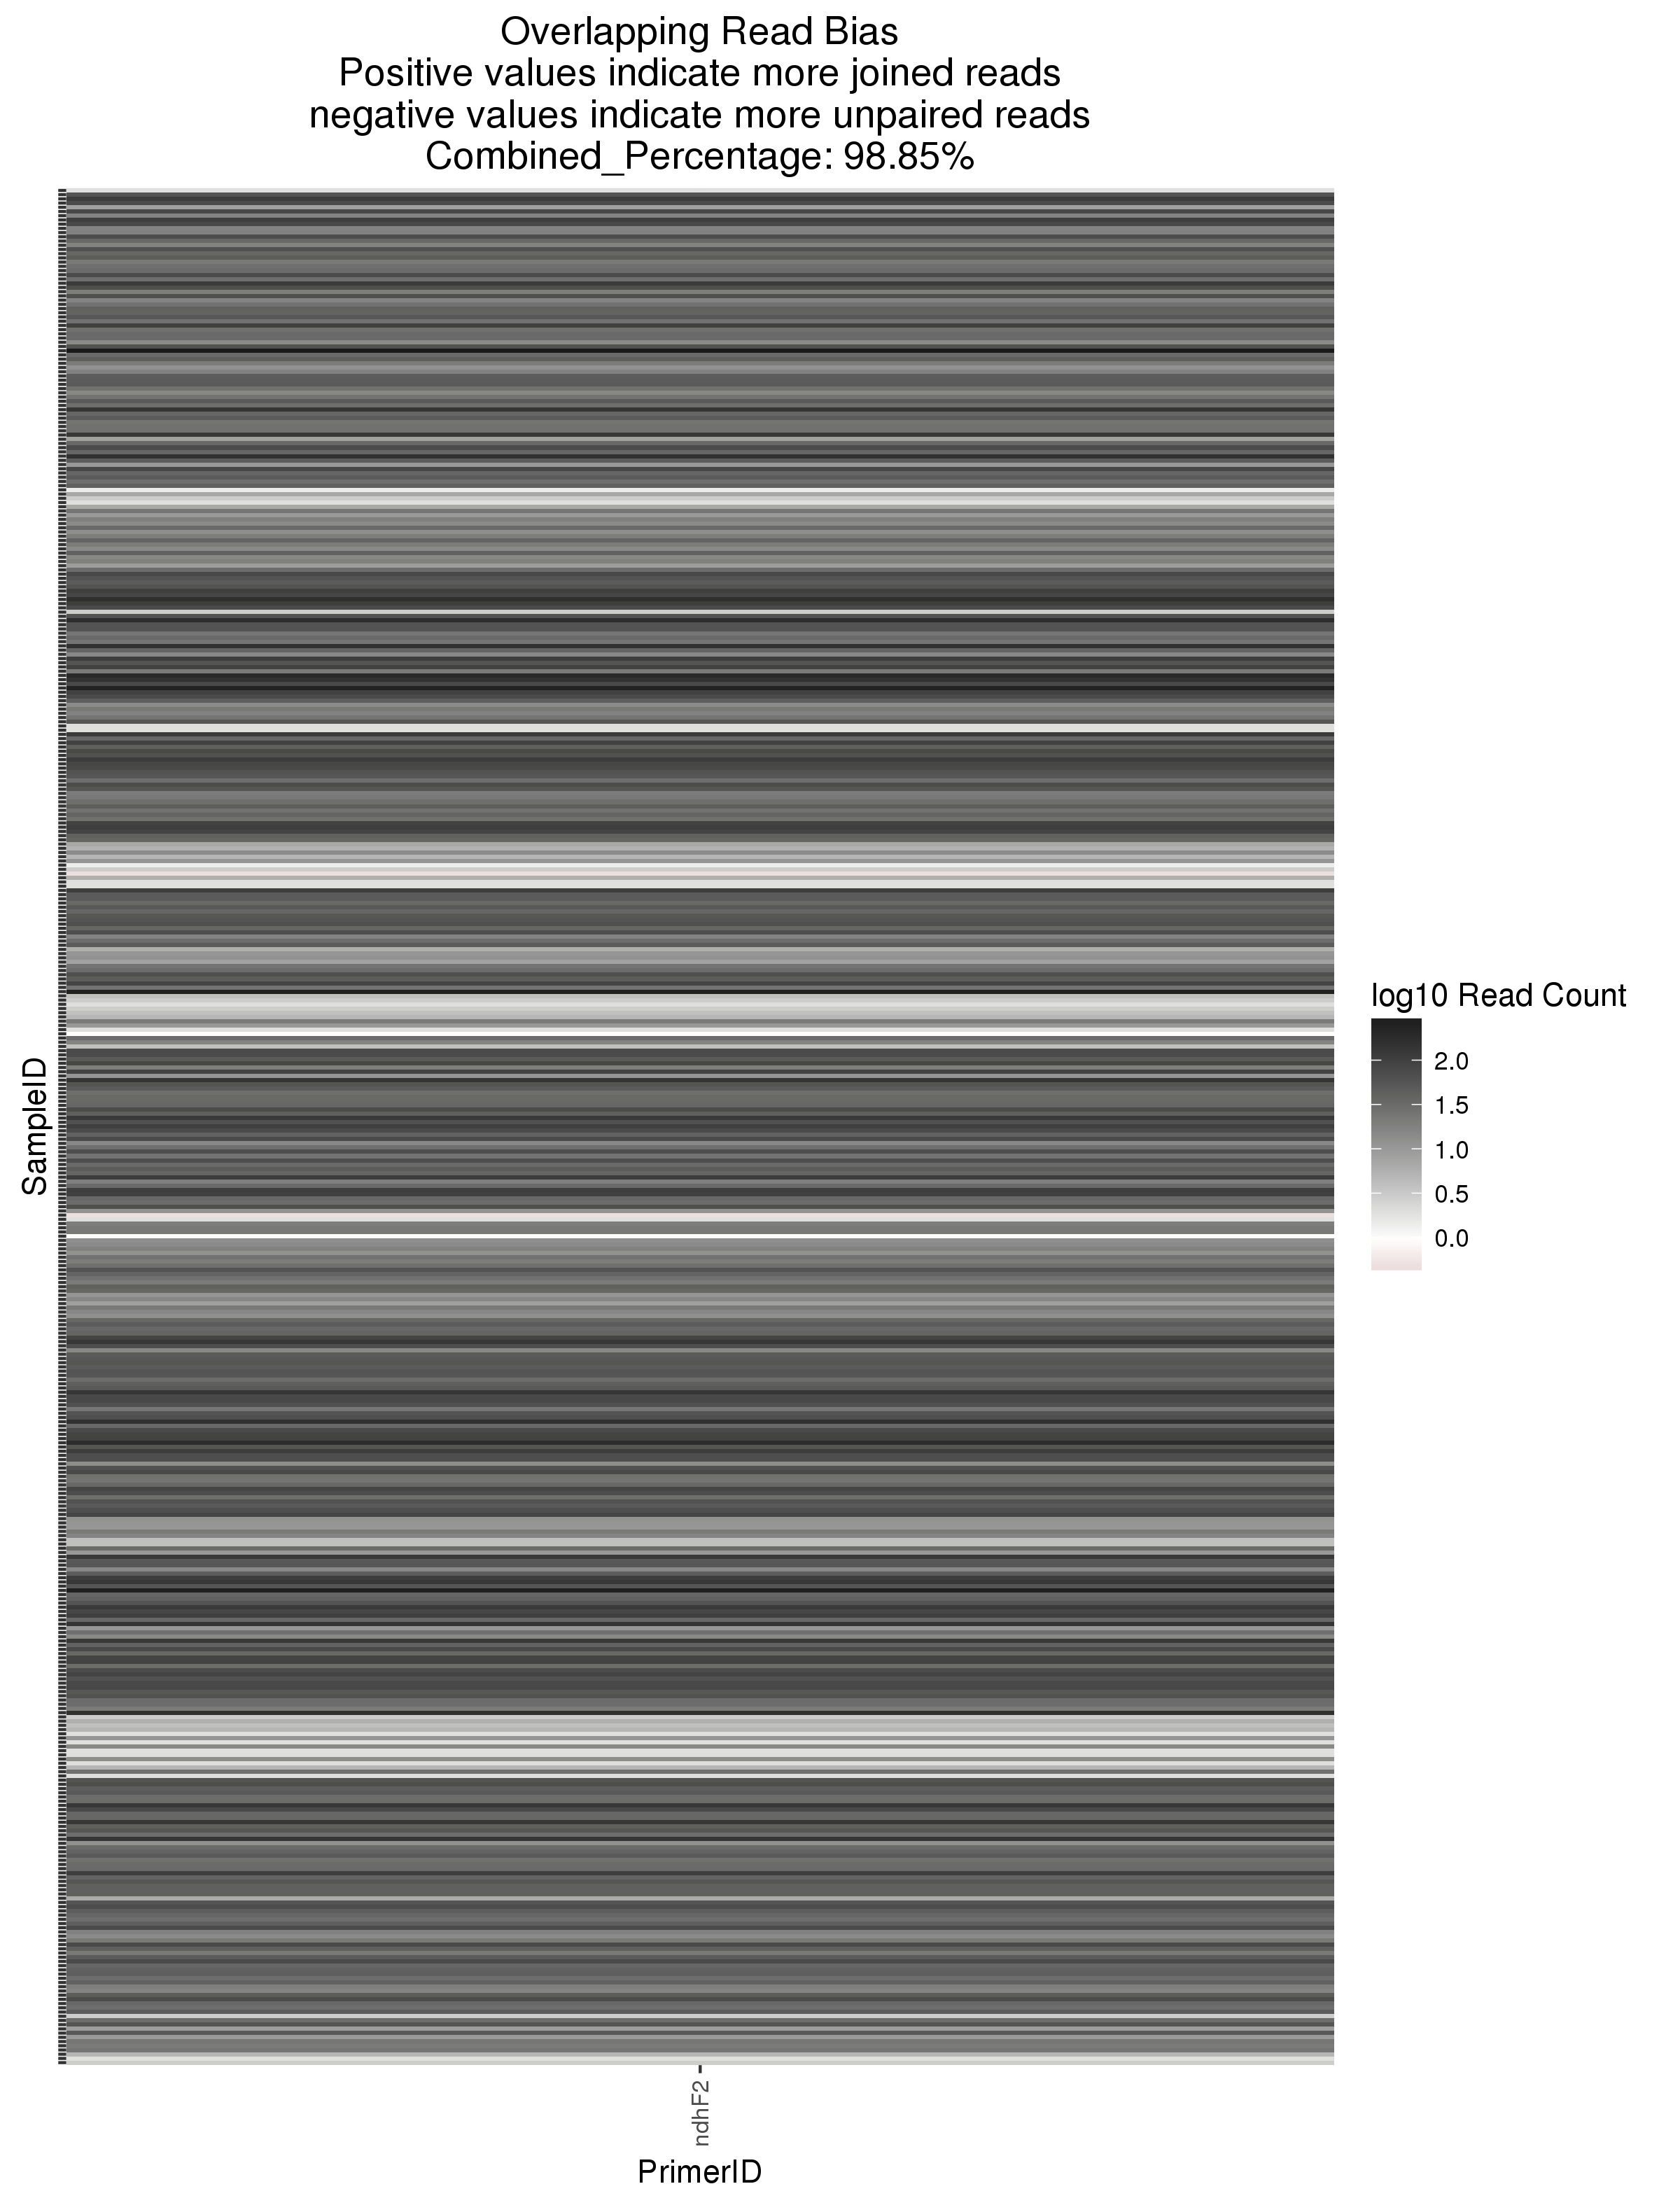 Overlapping Read Bias
Positive values indicate more joined reads
negative values indicate more unpaired reads
Combined_Percentage: 98.85%
SampleID
log10 Read Count
2.0
1.5
1.0
0.5
0.0
ndhF2
PrimerID